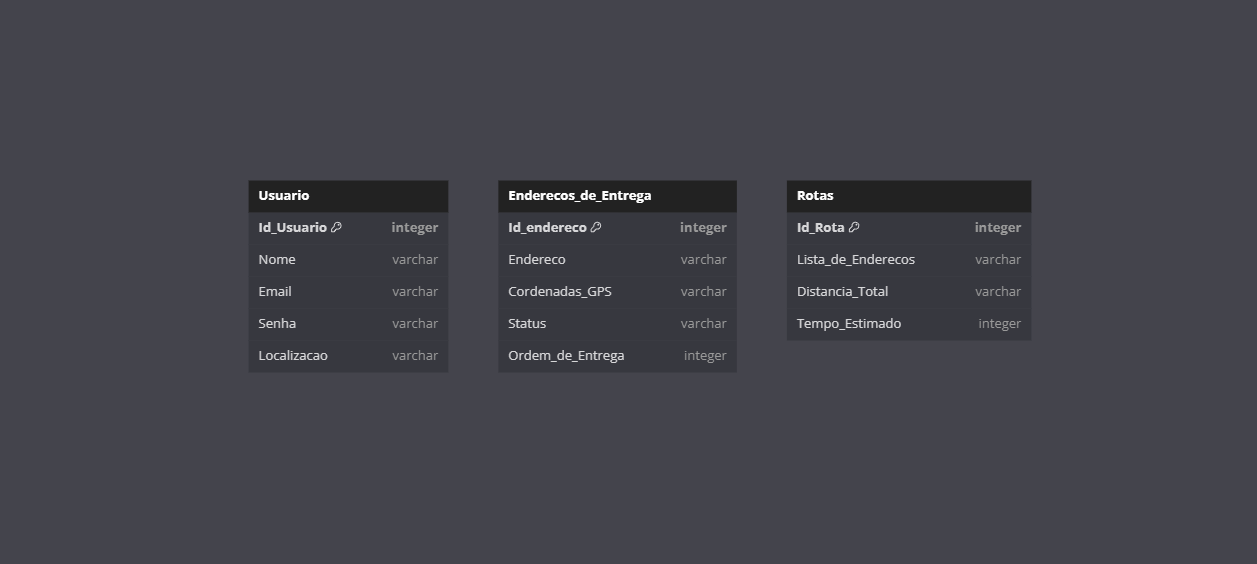 Usuario
Id_Usuario integer
Nome varchar
Email varchar
Senha varchar
Localizacao varchar
Enderecos_de_Entrega
Id_endereco integer
Endereco varchar
Cordenadas_GPS varchar
Status varchar
Ordem_de_Entrega integer
Rotas
Id_Rota integer
Lista_de_Enderecos varchar
Distancia_Total varchar
Tempo_Estimado integer